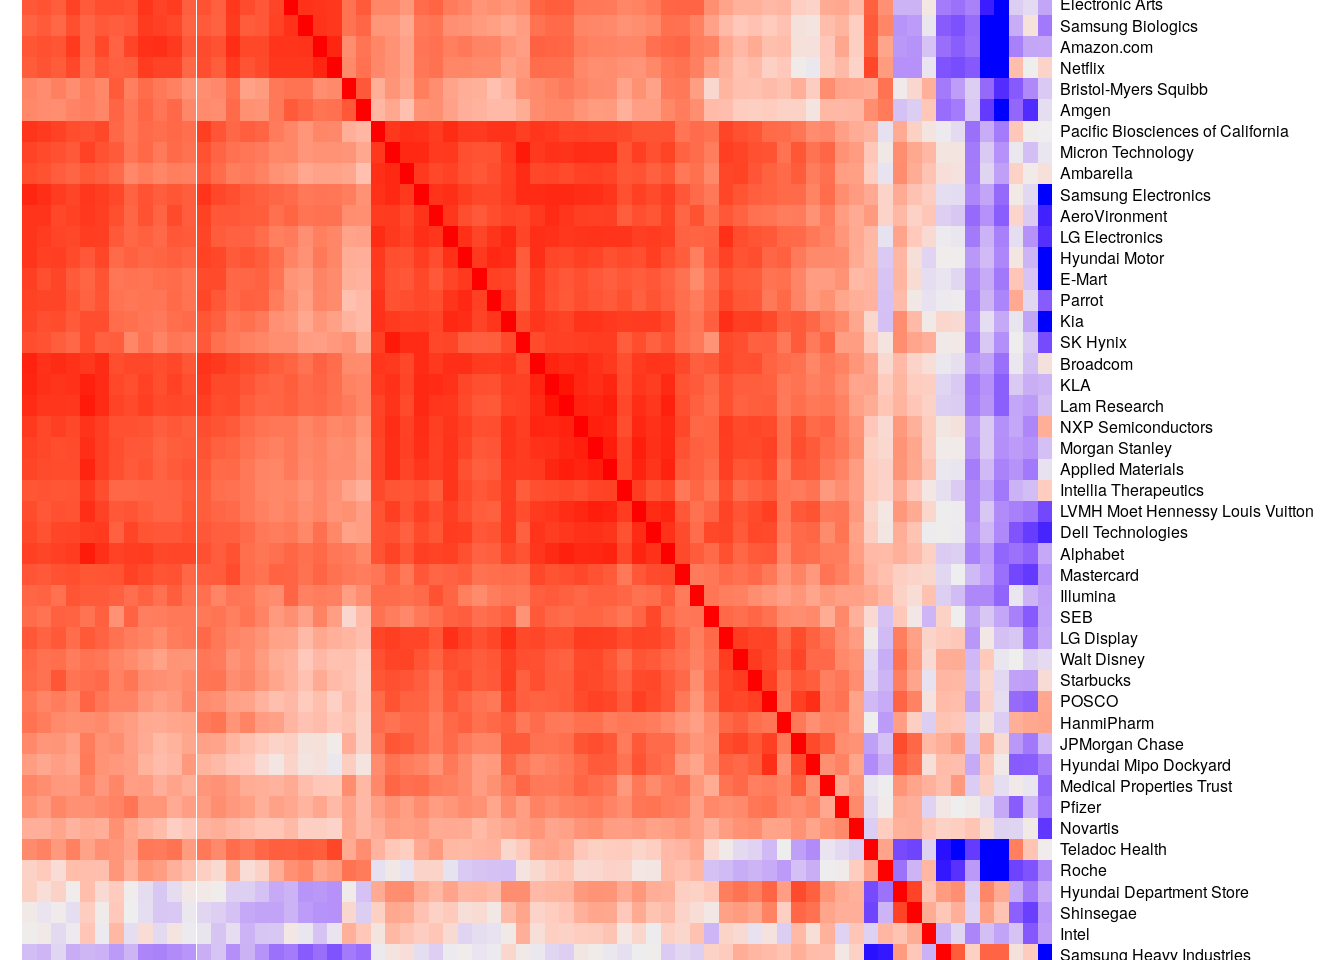 Electronic Arts
Samsung Biologics
Amazon.com
Netflix
Bristol-Myers Squibb
Amgen
Pacific Biosciences of California
Micron Technology
Ambarella
Samsung Electronics
AeroVironment
LG Electronics
Hyundai Motor
E-Mart
Parrot
Kia
SK Hynix
Broadcom
KLA
Lam Research
NXP Semiconductors
Morgan Stanley
Applied Materials
Intellia Therapeutics
LVMH Moet Hennessy Louis Vuitton
Dell Technologies
Alphabet
Mastercard
Illumina
SEB
LG Display
Walt Disney
Starbucks
POSCO
HanmiPharm
JPMorgan Chase
Hyundai Mipo Dockyard
Medical Properties Trust
Pfizer
Novartis
Teladoc Health
Roche
Hyundai Department Store
Shinsegae
Intel
Samsung Heavy Industries